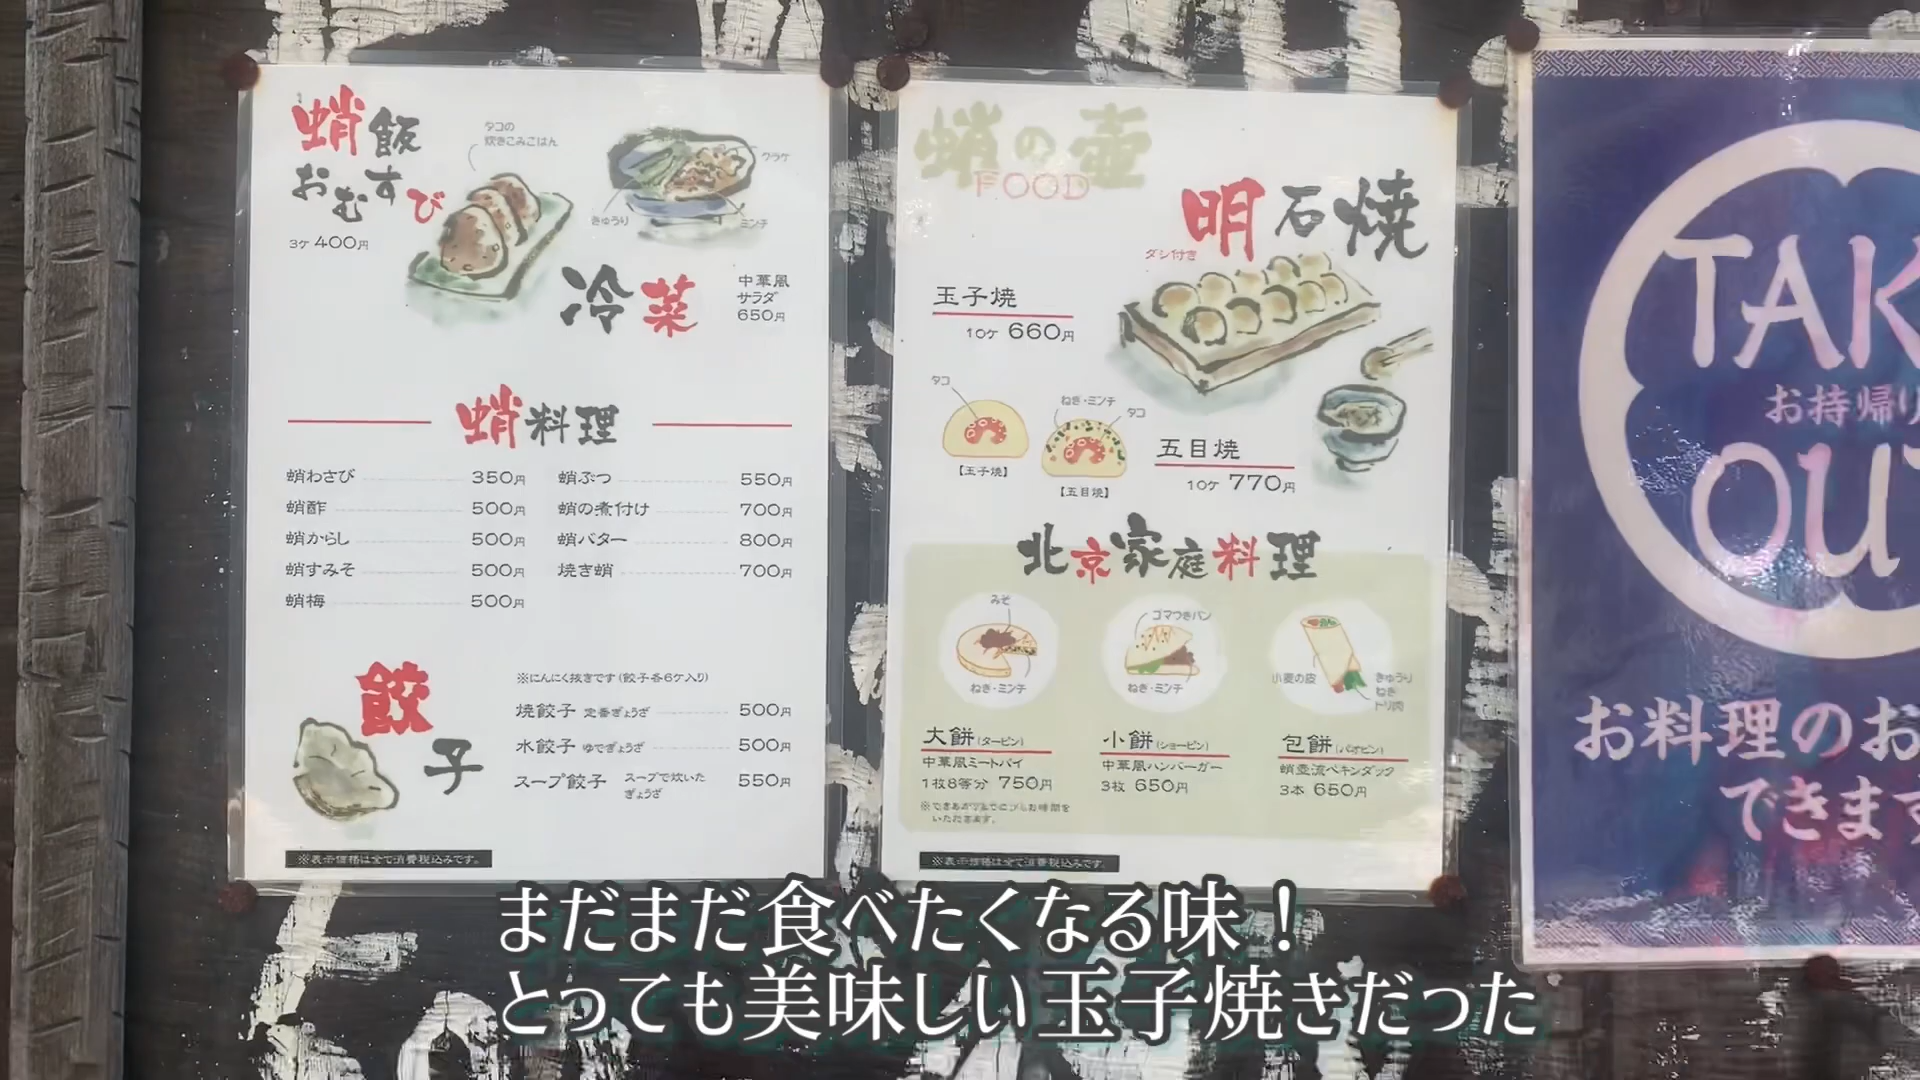 蛸飯
おむすび
3ケ 400円
タコの
炊きこみごはん
クラゲ
きゅうり
ミンチ
冷菜
中華風
サラダ
650円
蛸料理
蛸わさび 350円
蛸酢 500円
蛸からし 500円
蛸すみそ 500円
蛸梅 500円
蛸ぶつ 550円
蛸の煮付け 700円
蛸バター 800円
焼き蛸 700円
餃子
※にんにく抜きです(餃子各6ケ入り)
焼餃子 定番ぎょうざ 500円
水餃子 ゆでぎょうざ 500円
スープ餃子 スープで炊いた ぎょうざ 550円
※表示価格は全て消費税込みです。
蛸の壷
FOOD
明石焼
ダシ付き
玉子焼
10ケ 660円
タコ
【玉子焼】
ねぎ・ミンチ
タコ
【五目焼】
五目焼
10ケ 770円
北京家庭料理
みそ
ねぎ・ミンチ
大餅(ターピン)
中華風ミートパイ
1枚8等分 750円
ゴマつきパン
ねぎ・ミンチ
小餅(ショーピン)
中華風ハンバーガー
3枚 650円
小麦の皮
きゅうり
ねぎ
トリ肉
包餅(パオピン)
蛸壷流ペキンダック
3本 650円
※表示価格は全て消費税込みです。
TAK
お持帰り
OUT
お料理のお
できます
まだまだ食べたくなる味！
とっても美味しい玉子焼きだった